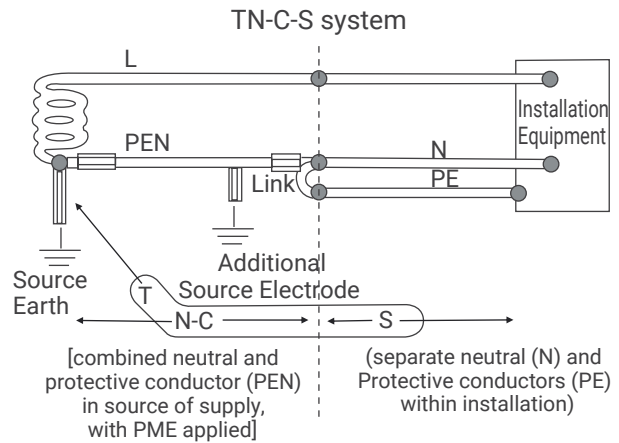 TN-C-S system
L
Installation
Equipment
PEN
N
Link
PE
Source
Earth
Additional
Source Electrode
T
N-C
S
[combined neutral and
protective conductor (PEN)
in source of supply,
with PME applied]
(separate neutral (N) and
Protective conductors (PE)
within installation)